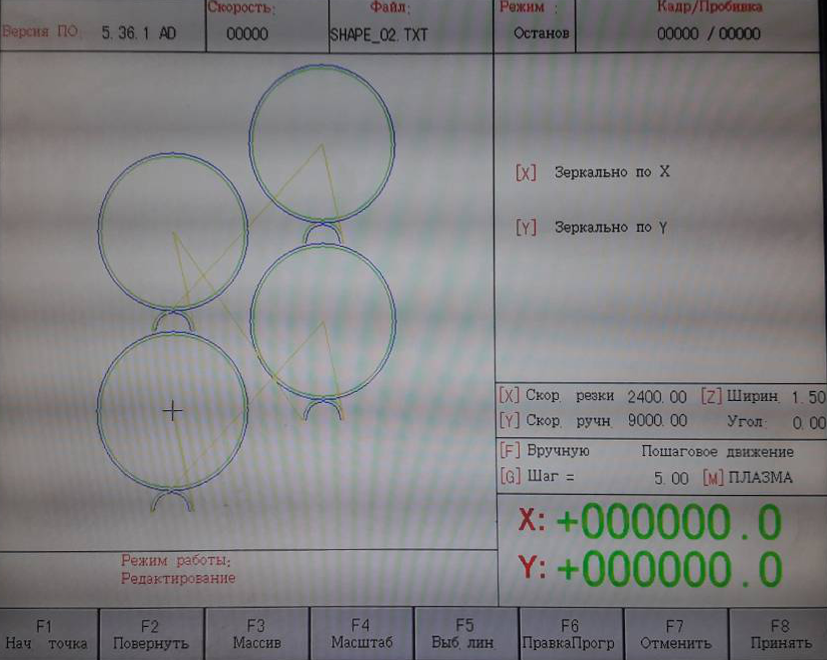 Версия ПО: 5.36.1 AD
Скорость: 00000
Файл: SHAPE_02.TXT
Режим : Останов
Кадр/Пробивка 00000 /00000
[X] Зеркально по X
[Y] Зеркально по Y
[X] Скор. резки 2400.00 [Z] Ширин. 1.50
[Y] Скор. ручн. 9000.00 Угол: 0.00
[F] Вручную Пошаговое движение
[G] Шаг = 5.00 [M] ПЛАЗМА
X: +000000.0
Y: +000000.0
Режим работы:
Редактирование
F1 Нач. точка
F2 Повернуть
F3 Массив
F4 Масштаб
F5 Выб.лин.
F6 ПравкаПрогр
F7 Отменить
F8 Принять